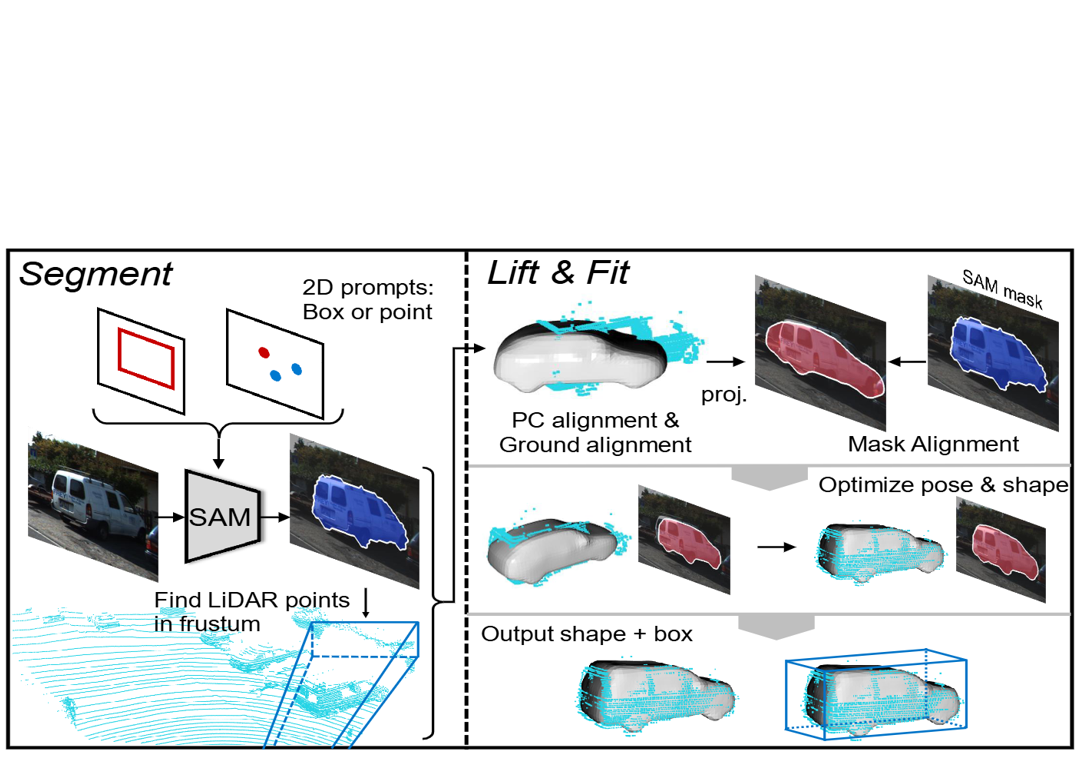 Segment
2D prompts:
Box or point
SAM
Find LiDAR points
in frustum
Lift & Fit
SAM mask
proj.
PC alignment &
Ground alignment
Mask Alignment
Optimize pose & shape
Output shape + box